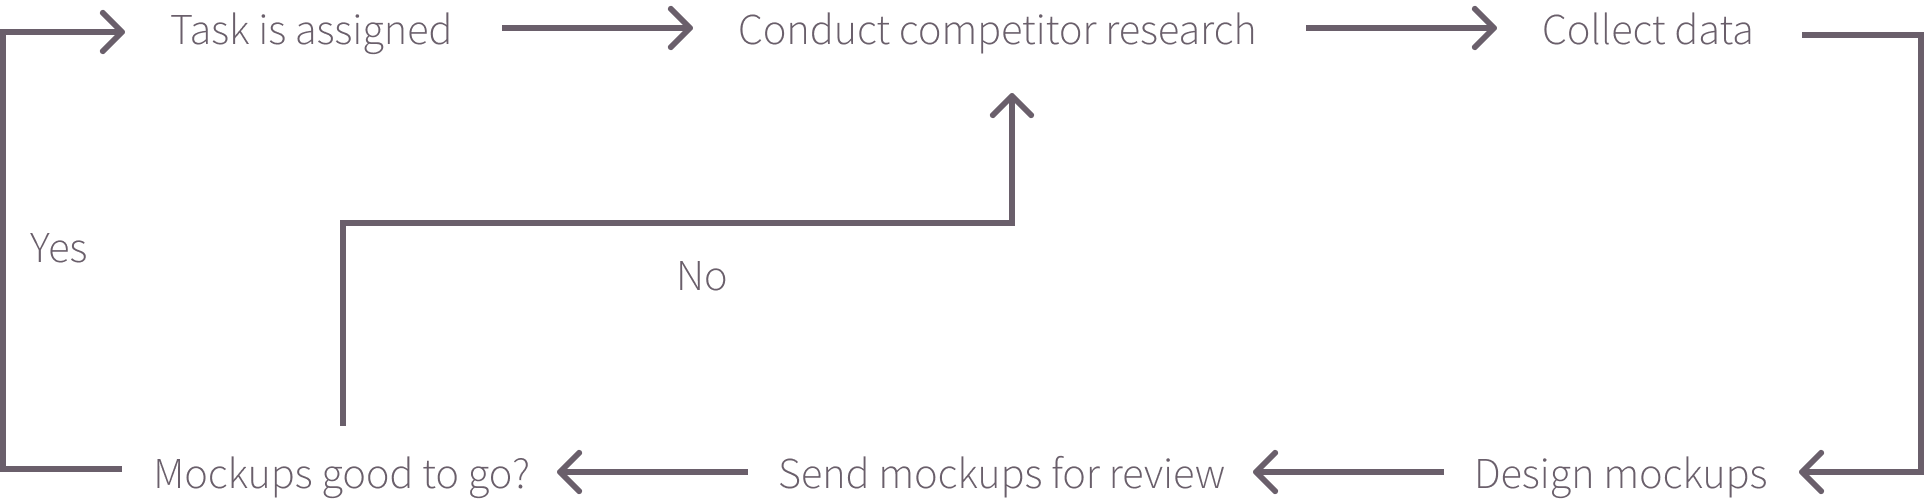 Task is assigned
Conduct competitor research
Collect data
Yes
No
Mockups good to go?
Send mockups for review
Design mockups